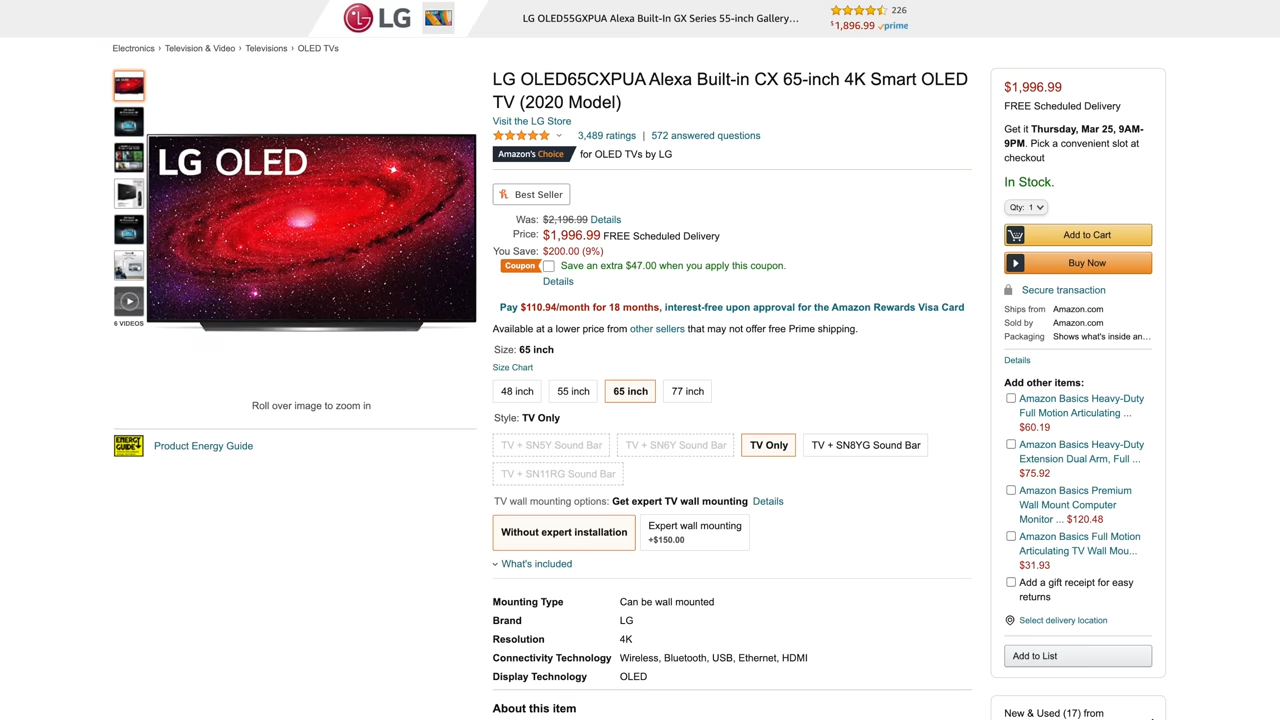 LG
LG OLED55GXPUA Alexa Built-In GX Series 55-inch Gallery...
226
$1,896.99 prime
Electronics › Television & Video › Televisions › OLED TVs
LG OLED
6 VIDEOS
Roll over image to zoom in
ENERGY GUIDE
Product Energy Guide
LG OLED65CXPUA Alexa Built-in CX 65-inch 4K Smart OLED
TV (2020 Model)
Visit the LG Store
3,489 ratings | 572 answered questions
Amazon's Choice for OLED TVs by LG
Best Seller
Was: $2,196.99 Details
Price: $1,996.99 FREE Scheduled Delivery
You Save: $200.00 (9%)
Coupon Save an extra $47.00 when you apply this coupon.
Details
Pay $110.94/month for 18 months, interest-free upon approval for the Amazon Rewards Visa Card
Available at a lower price from other sellers that may not offer free Prime shipping.
Size: 65 inch
Size Chart
48 inch 55 inch 65 inch 77 inch
Style: TV Only
TV + SN5Y Sound Bar TV + SN6Y Sound Bar TV Only TV + SN8YG Sound Bar
TV + SN11RG Sound Bar
TV wall mounting options: Get expert TV wall mounting Details
Without expert installation
Expert wall mounting
+$150.00
What's included
Mounting Type Can be wall mounted
Brand LG
Resolution 4K
Connectivity Technology Wireless, Bluetooth, USB, Ethernet, HDMI
Display Technology OLED
About this item
$1,996.99
FREE Scheduled Delivery
Get it Thursday, Mar 25, 9AM-
9PM. Pick a convenient slot at
checkout
In Stock.
Qty: 1
Add to Cart
Buy Now
Secure transaction
Ships from Amazon.com
Sold by Amazon.com
Packaging Shows what's inside an...
Details
Add other items:
Amazon Basics Heavy-Duty
Full Motion Articulating ...
$60.19
Amazon Basics Heavy-Duty
Extension Dual Arm, Full ...
$75.92
Amazon Basics Premium
Wall Mount Computer
Monitor ... $120.48
Amazon Basics Full Motion
Articulating TV Wall Mou...
$31.93
Add a gift receipt for easy
returns
Select delivery location
Add to List
New & Used (17) from